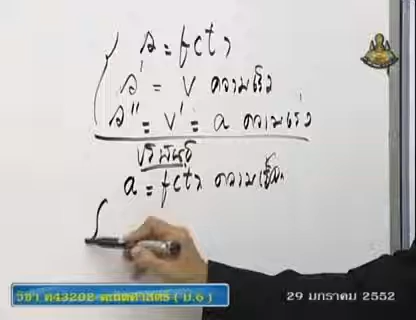 s = f(t)
s' = v ความเร็ว
s'' = v' = a ความเร่ง
ปริพันธ์
a = f(t) ความเร่ง
∫
วิชา ค43202 คณิตศาสตร์ ( ม.6 )
29 มกราคม 2552